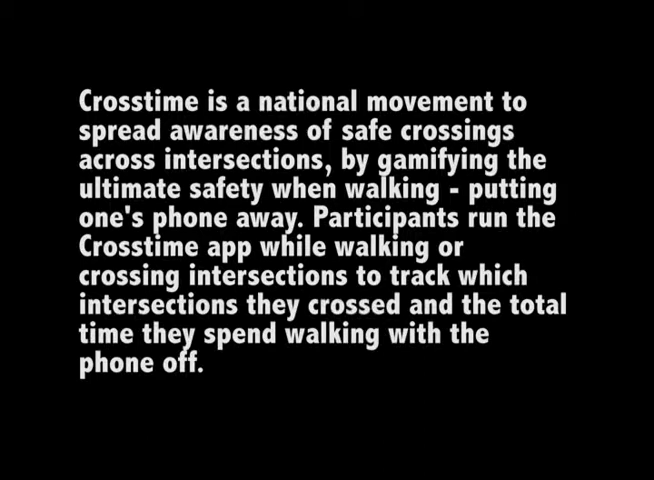 Crosstime is a national movement to
spread awareness of safe crossings
across intersections, by gamifying the
ultimate safety when walking - putting
one's phone away. Participants run the
Crosstime app while walking or
crossing intersections to track which
intersections they crossed and the total
time they spend walking with the
phone off.